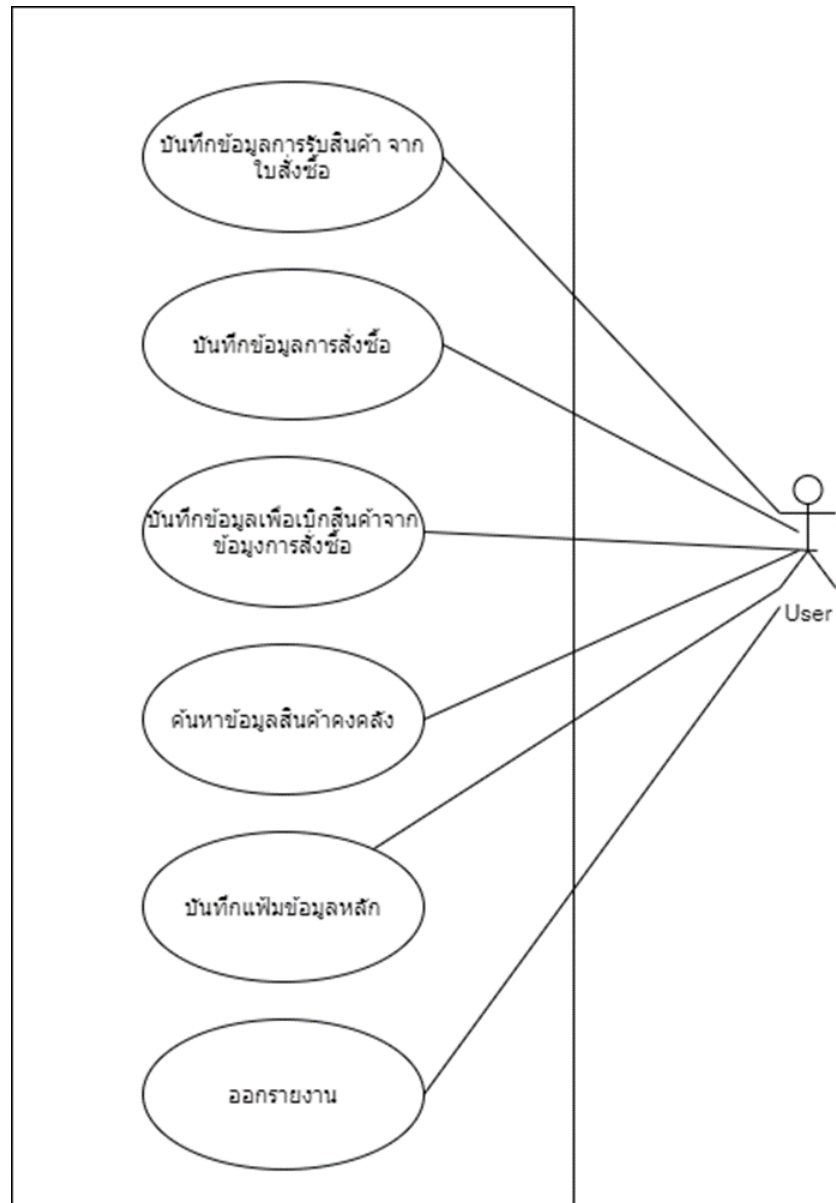 บันทึกข้อมูลการรับสินค้า จาก
ใบสั่งซื้อ
บันทึกข้อมูลการสั่งซื้อ
บันทึกข้อมูลเพื่อเบิกสินค้าจาก
ข้อมูงการสั่งซื้อ
User
ค้นหาข้อมูลสินค้าคงคลัง
บันทึกแฟ้มข้อมูลหลัก
ออกรายงาน